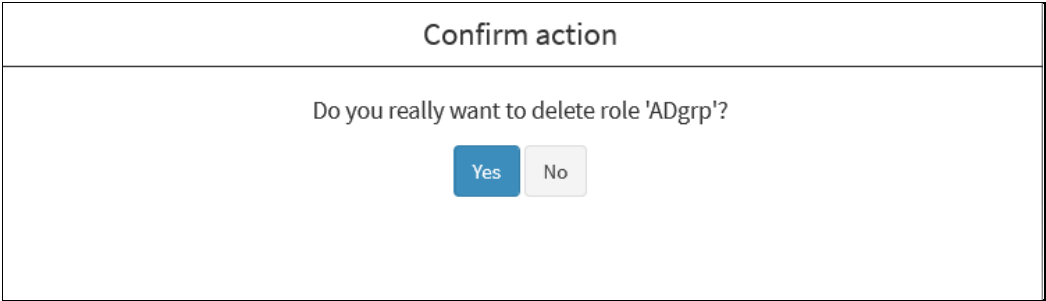 Confirm action
Do you really want to delete role 'ADgrp'?
Yes No